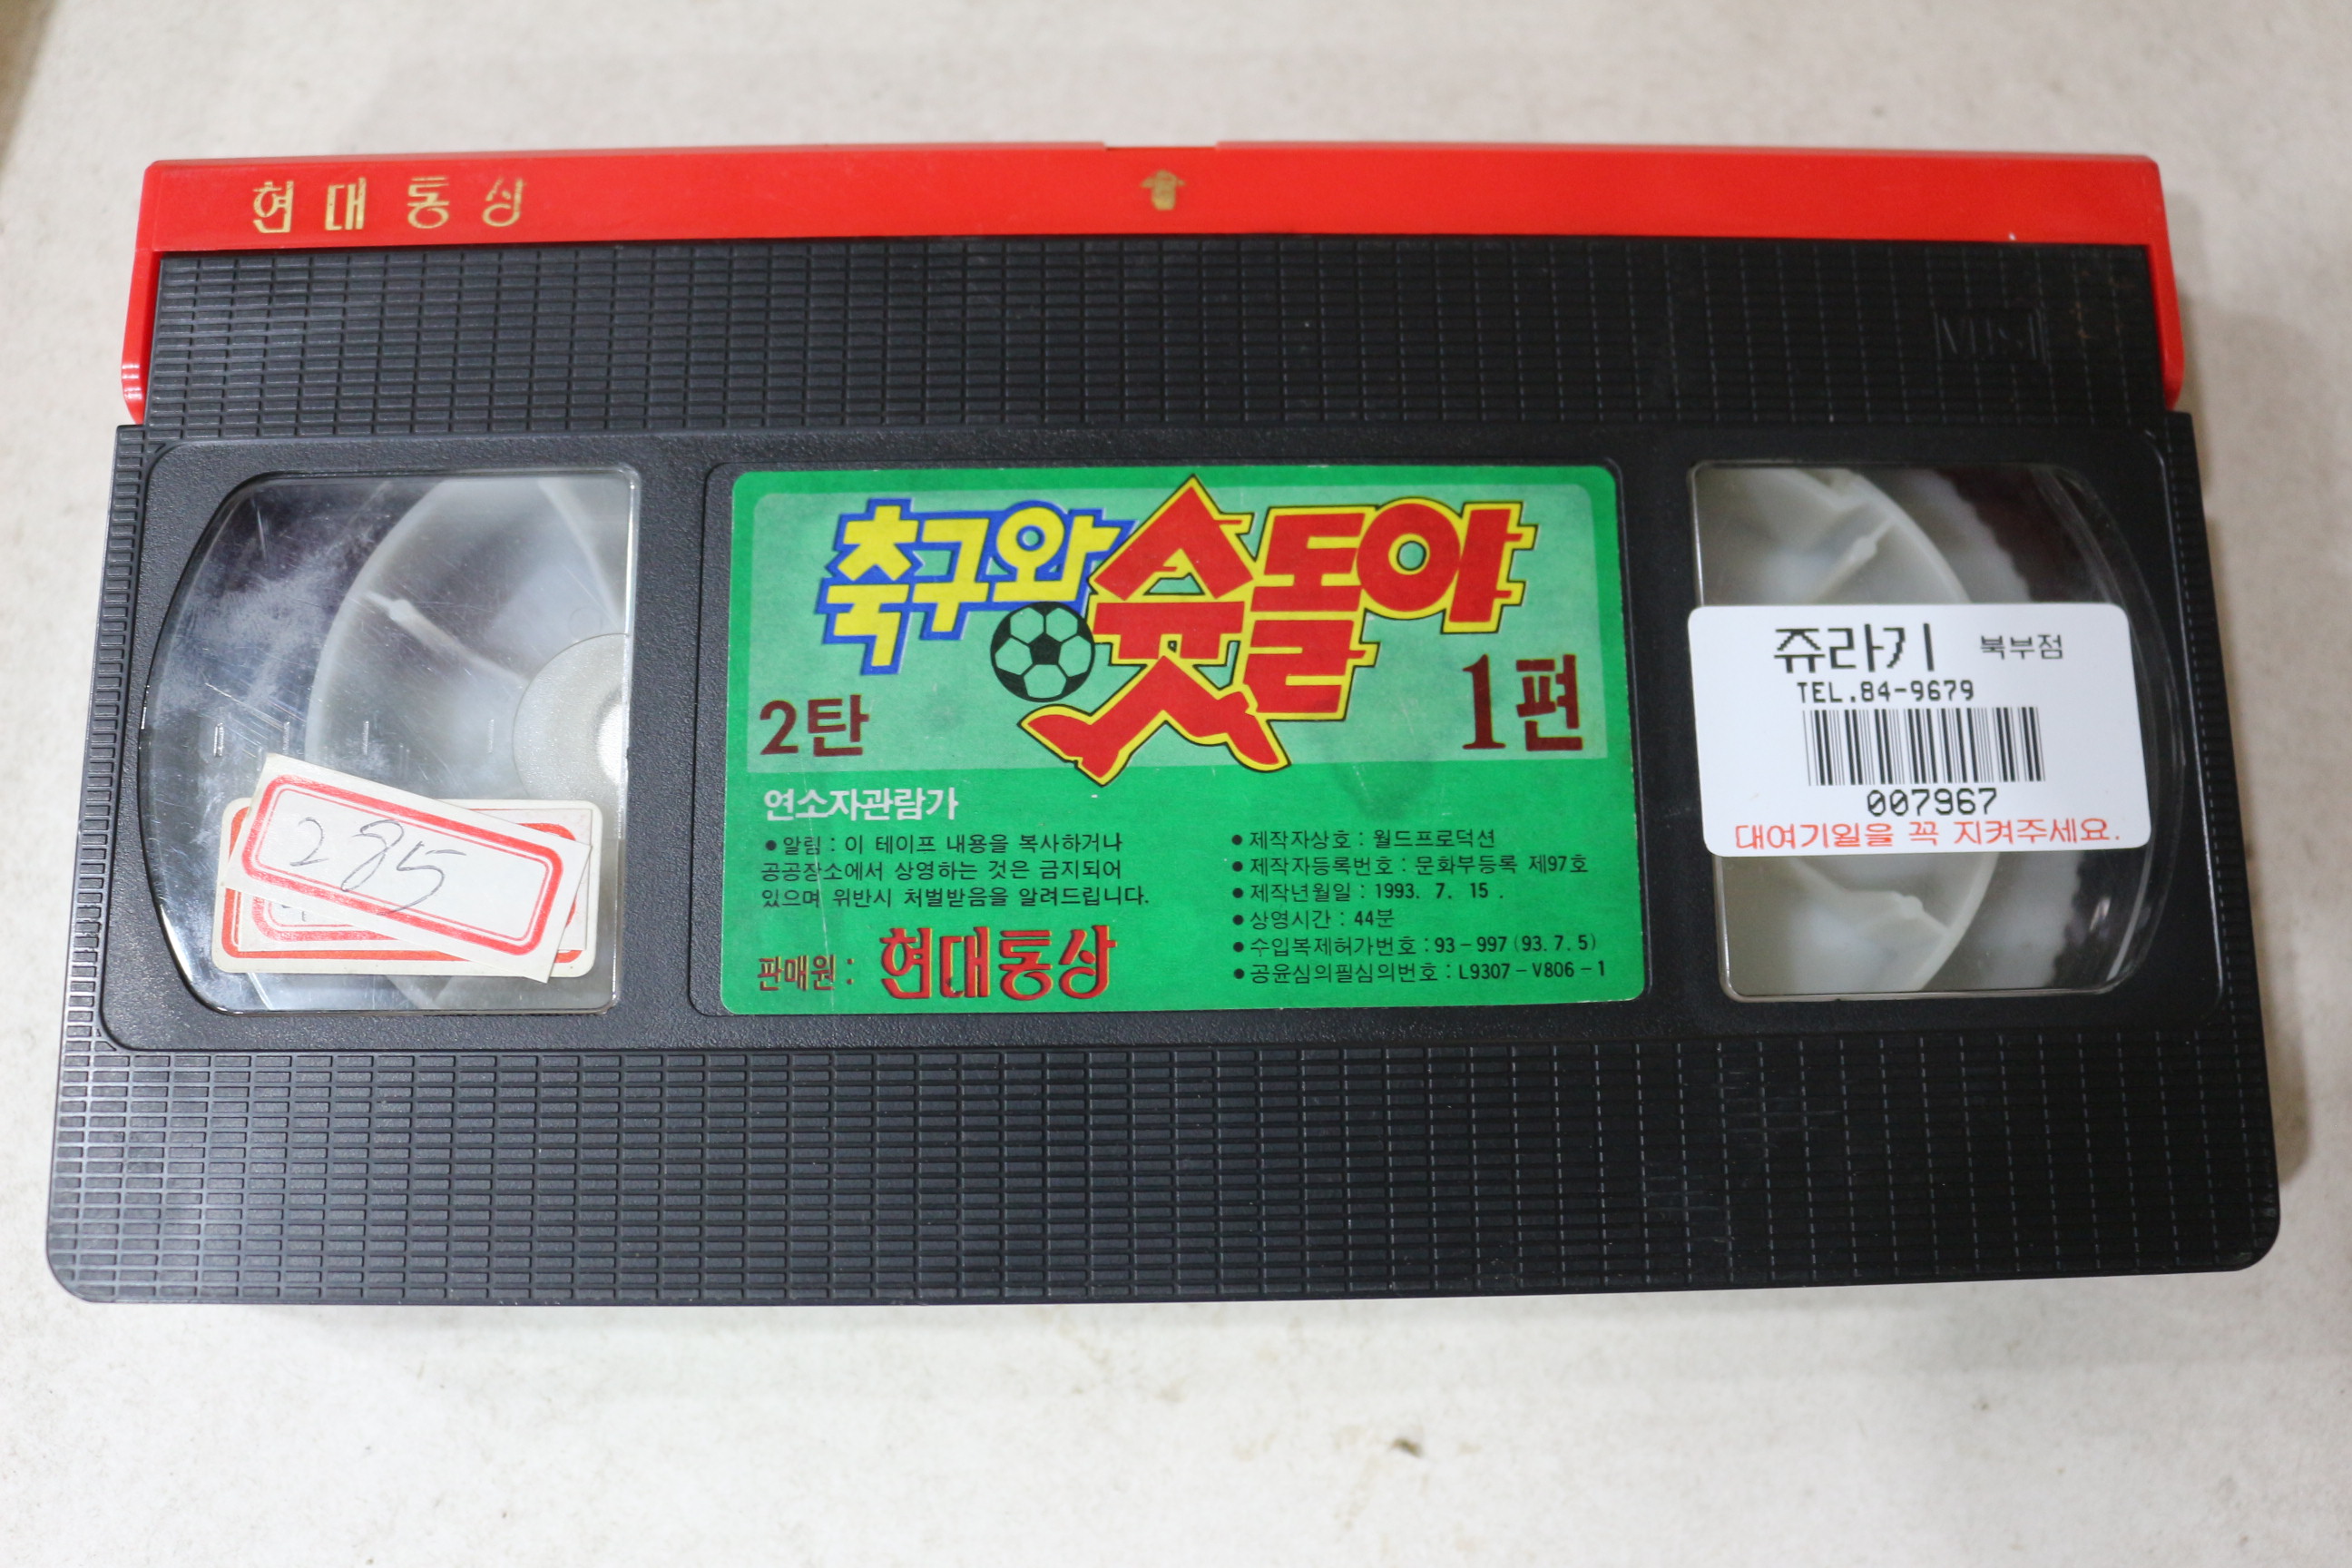 현대통상
VHS
축구와 슛돌이
2탄
1편
연소자관람가
● 알림 : 이 테이프 내용을 복사하거나
공공장소에서 상영하는 것은 금지되어
있으며 위반시 처벌받음을 알려드립니다.
판매원 : 현대통상
● 제작자상호 : 월드프로덕션
● 제작자등록번호 : 문화부등록 제97호
● 제작년월일 : 1993. 7. 15.
● 상영시간 : 44분
● 수입복제허가번호 : 93-997 (93. 7. 5)
● 공윤심의필심의번호 : L9307-V806-1
285
쥬라기 북부점
TEL.84-9679
007967
대여기일을 꼭 지켜주세요.